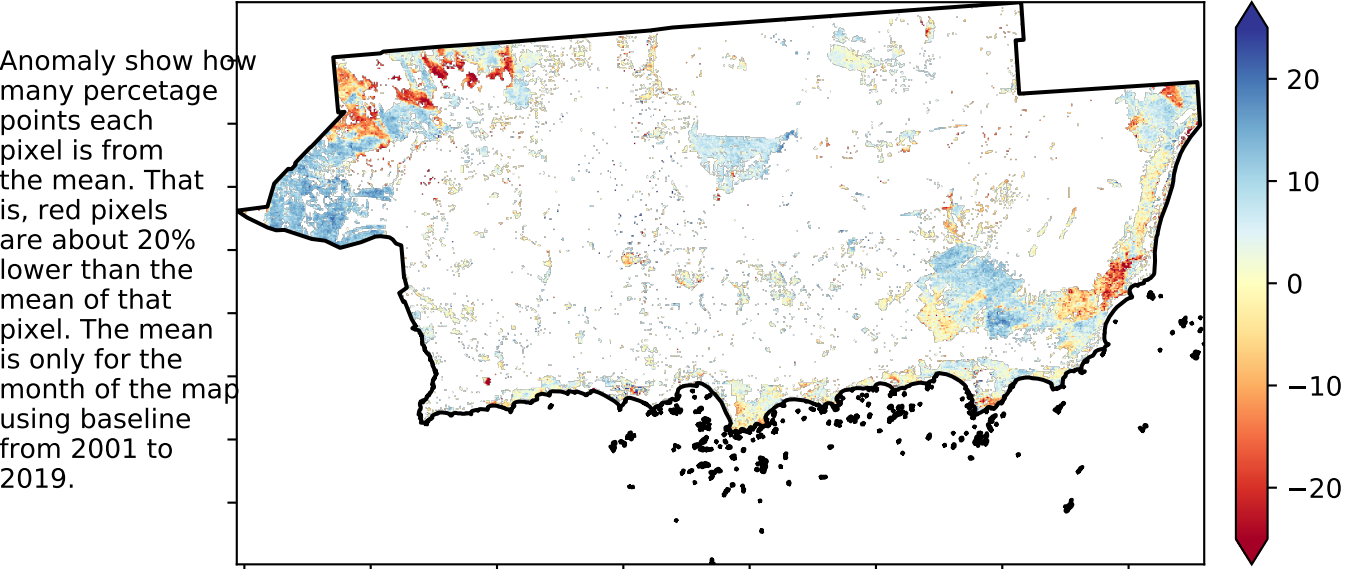 Anomaly show how
many percetage
points each
pixel is from
the mean. That
is, red pixels
are about 20%
lower than the
mean of that
pixel. The mean
is only for the
month of the map
using baseline
from 2001 to
2019.
20
10
0
−10
−20